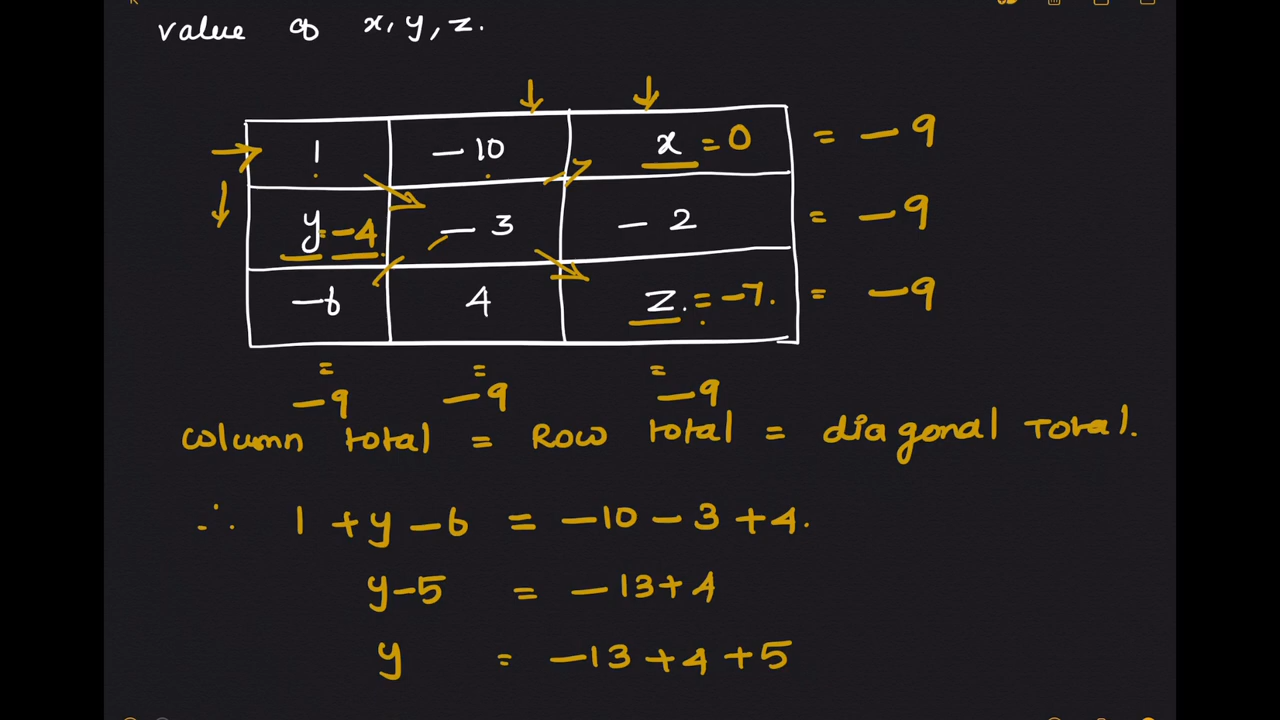 value of x, y, z.
1 -10 x = 0 = -9
y = -4 -3 -2 = -9
-6 4 z. = -7. = -9
= = =
-9 -9 -9
column total = Row total = diagonal Total.
∴ 1 + y - 6 = -10 - 3 + 4.
y - 5 = -13 + 4
y = -13 + 4 + 5